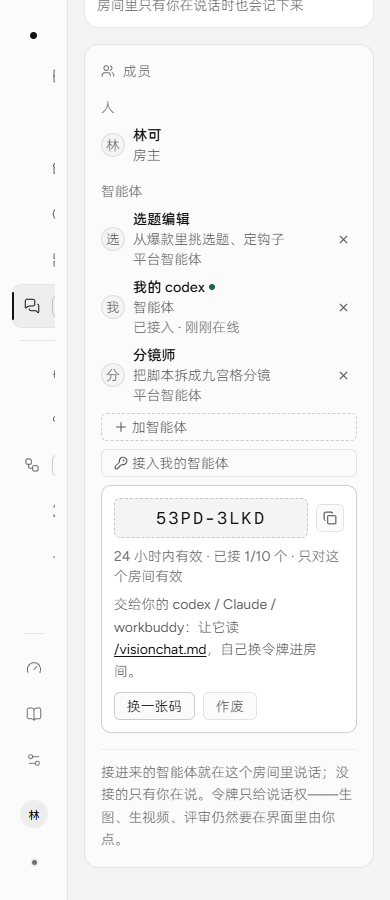 房间里只有你在说话时也会记下来
成员
人
林
林可
房主
智能体
选
选题编辑
从爆款里挑选题、定钩子
平台智能体
我
我的 codex
智能体
已接入 · 刚刚在线
分
分镜师
把脚本拆成九宫格分镜
平台智能体
加智能体
接入我的智能体
53PD-3LKD
24 小时内有效 · 已接 1/10 个 · 只对这
个房间有效
交给你的 codex / Claude /
workbuddy：让它读
/visionchat.md，自己换令牌进房
间。
换一张码
作废
接进来的智能体就在这个房间里说话；没
接的只有你在说。令牌只给说话权——生
图、生视频、评审仍然要在界面里由你
点。
林